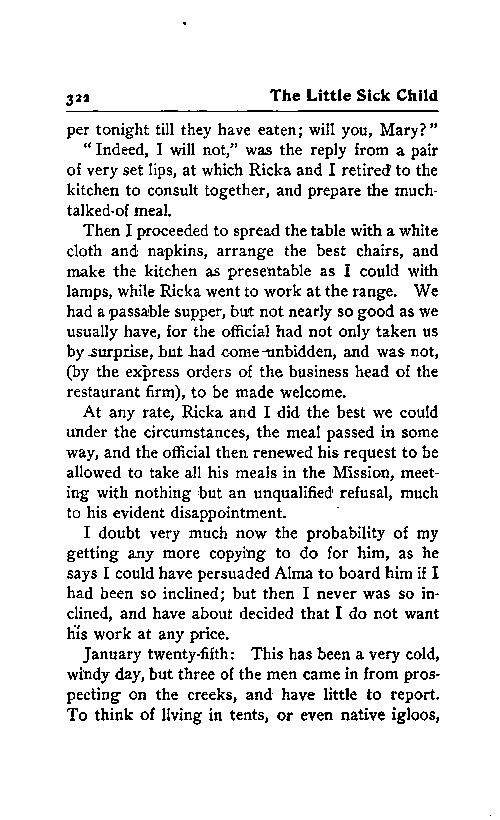 322 The Little Sick Child
per tonight till they have eaten; will you, Mary?”
“Indeed, I will not,” was the reply from a pair
of very set lips, at which Ricka and I retired to the
kitchen to consult together, and prepare the much-
talked-of meal.
Then I proceeded to spread the table with a white
cloth and napkins, arrange the best chairs, and
make the kitchen as presentable as I could with
lamps, while Ricka went to work at the range. We
had a passable supper, but not nearly so good as we
usually have, for the official had not only taken us
by surprise, but had come unbidden, and was not,
(by the express orders of the business head of the
restaurant firm), to be made welcome.
At any rate, Ricka and I did the best we could
under the circumstances, the meal passed in some
way, and the official then renewed his request to be
allowed to take all his meals in the Mission, meet-
ing with nothing but an unqualified refusal, much
to his evident disappointment.
I doubt very much now the probability of my
getting any more copying to do for him, as he
says I could have persuaded Alma to board him if I
had been so inclined; but then I never was so in-
clined, and have about decided that I do not want
his work at any price.
January twenty-fifth: This has been a very cold,
windy day, but three of the men came in from pros-
pecting on the creeks, and have little to report.
To think of living in tents, or even native igloos,